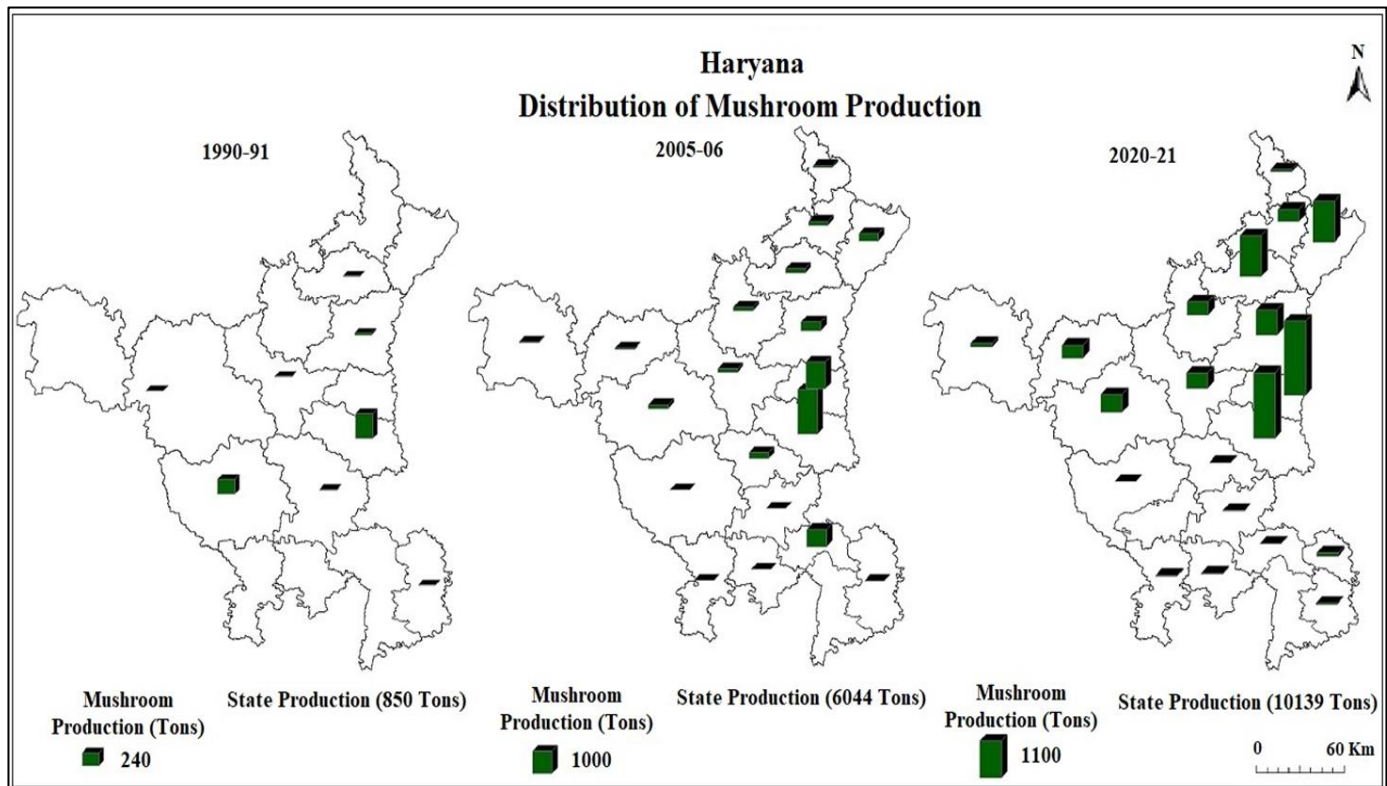 N
Haryana
Distribution of Mushroom Production
1990-91
2005-06
2020-21
Mushroom
Production (Tons)
240
State Production (850 Tons)
Mushroom
Production (Tons)
1000
State Production (6044 Tons)
Mushroom
Production (Tons)
1100
State Production (10139 Tons)
0 60 Km